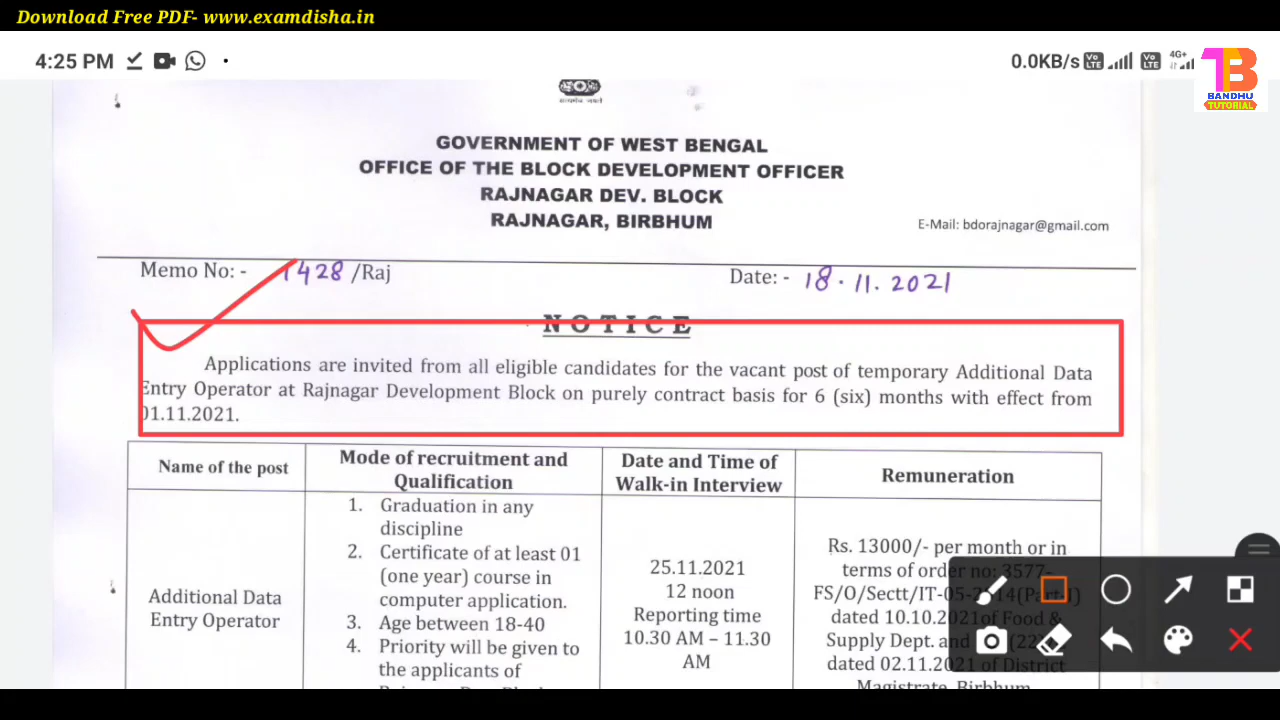 Download Free PDF- www.examdisha.in
4:25 PM
0.0KB/s Vo LTE Vo LTE 4G+
BANDHU
TUTORIAL
GOVERNMENT OF WEST BENGAL
OFFICE OF THE BLOCK DEVELOPMENT OFFICER
RAJNAGAR DEV. BLOCK
RAJNAGAR, BIRBHUM
E-Mail: bdorajnagar@gmail.com
Memo No: - 1428 /Raj
Date: - 18.11.2021
NOTICE
Applications are invited from all eligible candidates for the vacant post of temporary Additional Data
Entry Operator at Rajnagar Development Block on purely contract basis for 6 (six) months with effect from
01.11.2021.
Name of the post
Mode of recruitment and
Qualification
Date and Time of
Walk-in Interview
Remuneration
Additional Data
Entry Operator
1. Graduation in any
discipline
2. Certificate of at least 01
(one year) course in
computer application.
3. Age between 18-40
4. Priority will be given to
the applicants of
25.11.2021
12 noon
Reporting time
10.30 AM – 11.30
AM
Rs. 13000/- per month or in
terms of order no: 3577-
FS/O/Sectt/IT-05
dated 10.10.2021of Food &
Supply Dept. and
dated 02.11.2021 of District
Magistrate, Birbhum